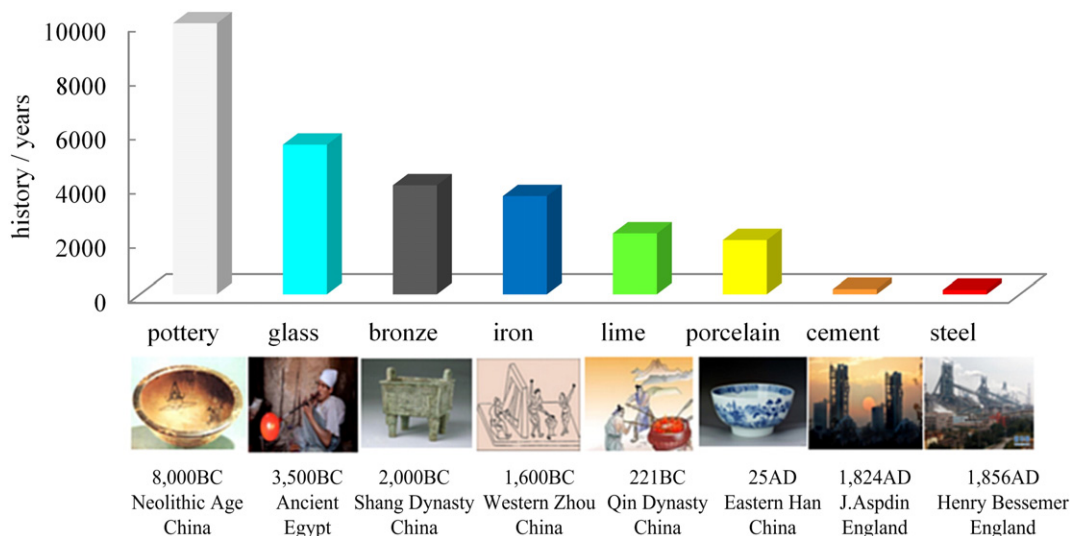 10000
8000
6000
4000
2000
0
history / years
pottery glass bronze iron lime porcelain cement steel
8,000BC 3,500BC 2,000BC 1,600BC 221BC 25AD 1,824AD 1,856AD
Neolithic Age Ancient Shang Dynasty Western Zhou Qin Dynasty Eastern Han J.Aspdin Henry Bessemer
China Egypt China China China China England England